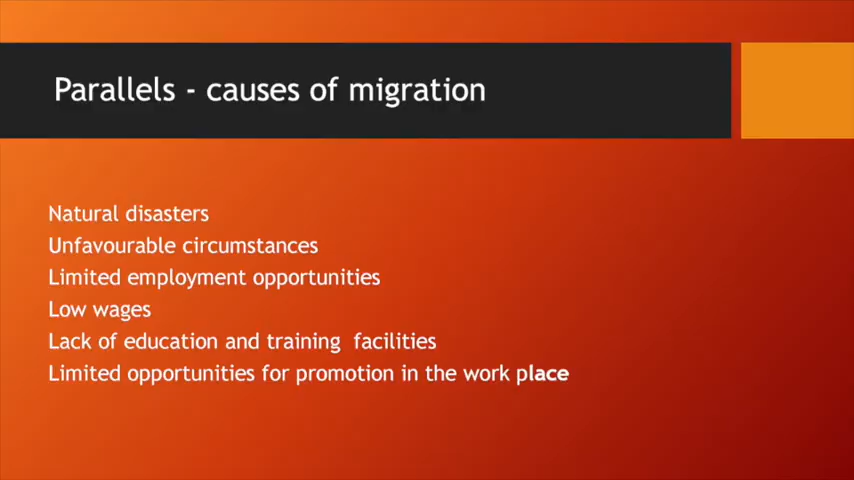 Parallels - causes of migration
Natural disasters
Unfavourable circumstances
Limited employment opportunities
Low wages
Lack of education and training  facilities
Limited opportunities for promotion in the work place